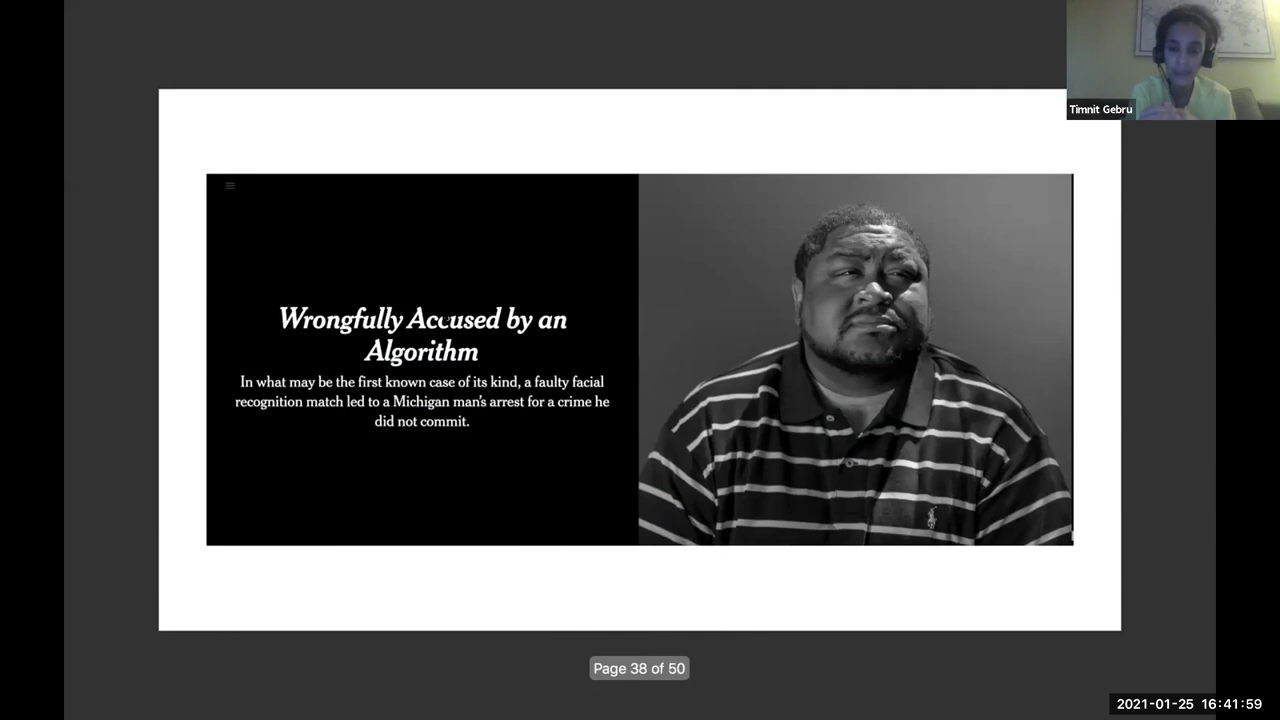 Timnit Gebru
Wrongfully Accused by an
Algorithm
In what may be the first known case of its kind, a faulty facial
recognition match led to a Michigan man's arrest for a crime he
did not commit.
Page 38 of 50
2021-01-25 16:41:59